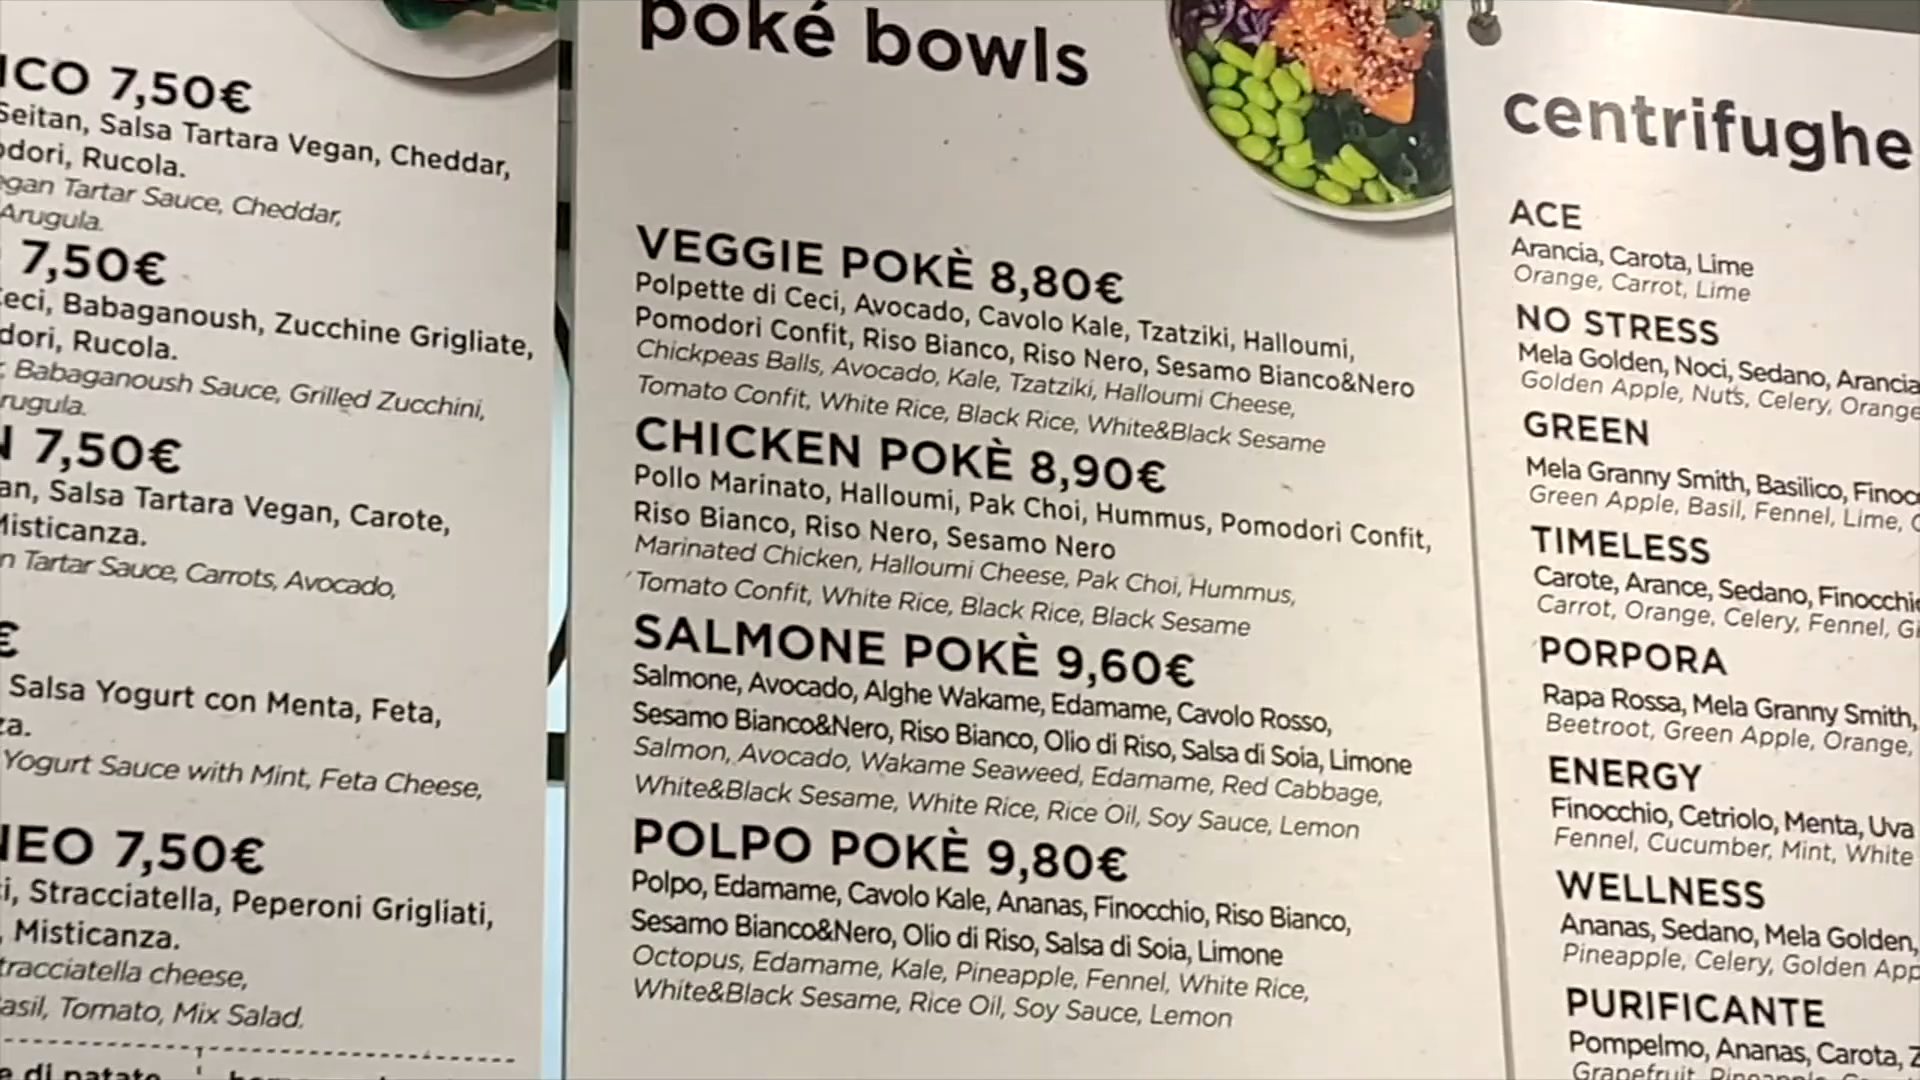 ICO 7,50€
Seitan, Salsa Tartara Vegan, Cheddar,
Rucola.
Tartar Sauce, Cheddar,
Arugula.
7,50€
Babaganoush, Zucchine Grigliate,
Rucola.
Babaganoush Sauce, Grilled Zucchini,
7,50€
Salsa Tartara Vegan, Carote,
Misticanza.
Tartar Sauce, Carrots, Avocado,
€
Salsa Yogurt con Menta, Feta,
Yogurt Sauce with Mint, Feta Cheese,
NEO 7,50€
Stracciatella, Peperoni Grigliati,
Misticanza.
Stracciatella cheese,
Tomato, Mix Salad.
di patate
poké bowls
VEGGIE POKÈ 8,80€
Polpette di Ceci, Avocado, Cavolo Kale, Tzatziki, Halloumi,
Pomodori Confit, Riso Bianco, Riso Nero, Sesamo Bianco&Nero
Chickpeas Balls, Avocado, Kale, Tzatziki, Halloumi Cheese,
Tomato Confit, White Rice, Black Rice, White&Black Sesame
CHICKEN POKÈ 8,90€
Pollo Marinato, Halloumi, Pak Choi, Hummus, Pomodori Confit,
Riso Bianco, Riso Nero, Sesamo Nero
Marinated Chicken, Halloumi Cheese, Pak Choi, Hummus,
Tomato Confit, White Rice, Black Rice, Black Sesame
SALMONE POKÈ 9,60€
Salmone, Avocado, Alghe Wakame, Edamame, Cavolo Rosso,
Sesamo Bianco&Nero, Riso Bianco, Olio di Riso, Salsa di Soia, Limone
Salmon, Avocado, Wakame Seaweed, Edamame, Red Cabbage,
White&Black Sesame, White Rice, Rice Oil, Soy Sauce, Lemon
POLPO POKÈ 9,80€
Polpo, Edamame, Cavolo Kale, Ananas, Finocchio, Riso Bianco,
Sesamo Bianco&Nero, Olio di Riso, Salsa di Soia, Limone
Octopus, Edamame, Kale, Pineapple, Fennel, White Rice,
White&Black Sesame, Rice Oil, Soy Sauce, Lemon
centrifughe
ACE
Arancia, Carota, Lime
Orange, Carrot, Lime
NO STRESS
Mela Golden, Noci, Sedano, Arancia
Golden Apple, Nuts, Celery, Orange
GREEN
Mela Granny Smith, Basilico,
Green Apple, Basil, Fennel, Lime,
TIMELESS
Carote, Arance, Sedano, Finocchio
Carrot, Orange, Celery, Fennel,
PORPORA
Rapa Rossa, Mela Granny Smith,
Beetroot, Green Apple, Orange,
ENERGY
Finocchio, Cetriolo, Menta, Uva
Fennel, Cucumber, Mint, White
WELLNESS
Ananas, Sedano, Mela Golden,
Pineapple, Celery, Golden
PURIFICANTE
Pompelmo, Ananas, Carota,
Grapefruit,